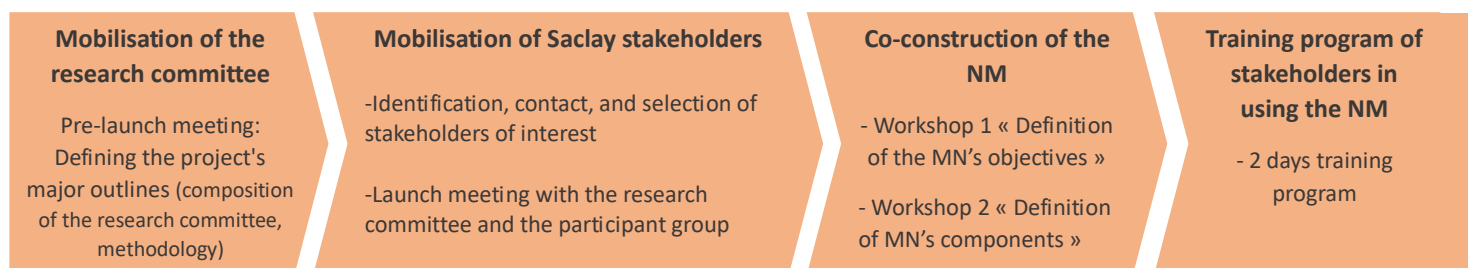 Mobilisation of the
research committee
Pre-launch meeting:
Defining the project's
major outlines (composition
of the research committee,
methodology)
Mobilisation of Saclay stakeholders
-Identification, contact, and selection of
stakeholders of interest
-Launch meeting with the research
committee and the participant group
Co-construction of the
NM
- Workshop 1 « Definition
of the MN’s objectives »
- Workshop 2 « Definition
of MN’s components »
Training program of
stakeholders in
using the NM
- 2 days training
program